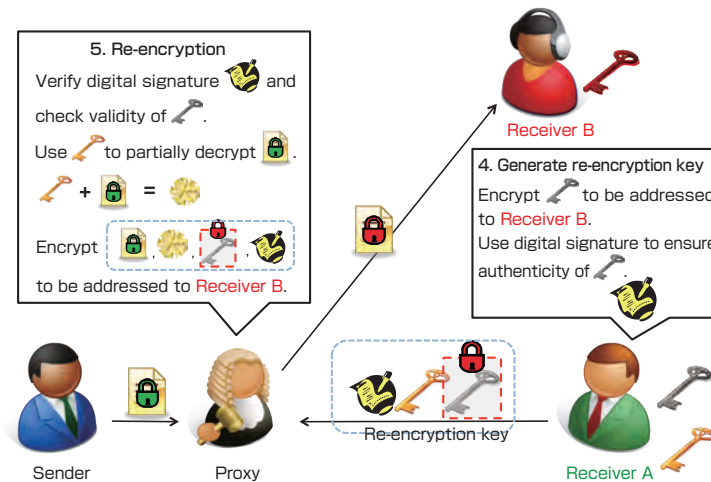 5. Re-encryption
Verify digital signature and
check validity of .
Use to partially decrypt .
+ =
Encrypt , , ,
to be addressed to Receiver B.
Receiver B
4. Generate re-encryption key
Encrypt to be addressed
to Receiver B.
Use digital signature to ensure
authenticity of .
Re-encryption key
Sender
Proxy
Receiver A